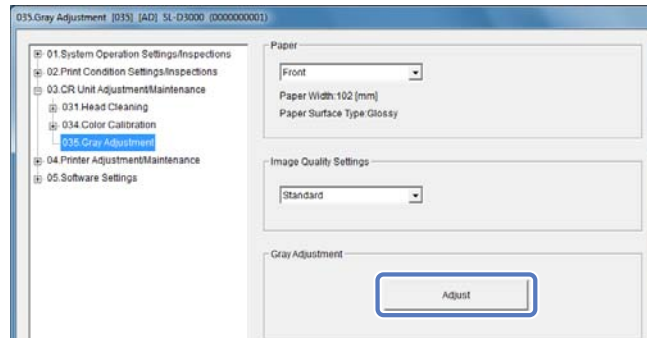 035.Gray Adjustment [035] [AD] SL-D3000 (0000000001)
01.System Operation Settings/Inspections
02.Print Condition Settings/Inspections
03.CR Unit Adjustment/Maintenance
031.Head Cleaning
034.Color Calibration
035.Gray Adjustment
04.Printer Adjustment/Maintenance
05.Software Settings
Paper
Front
Paper Width:102 [mm]
Paper Surface Type:Glossy
Image Quality Settings
Standard
Gray Adjustment
Adjust